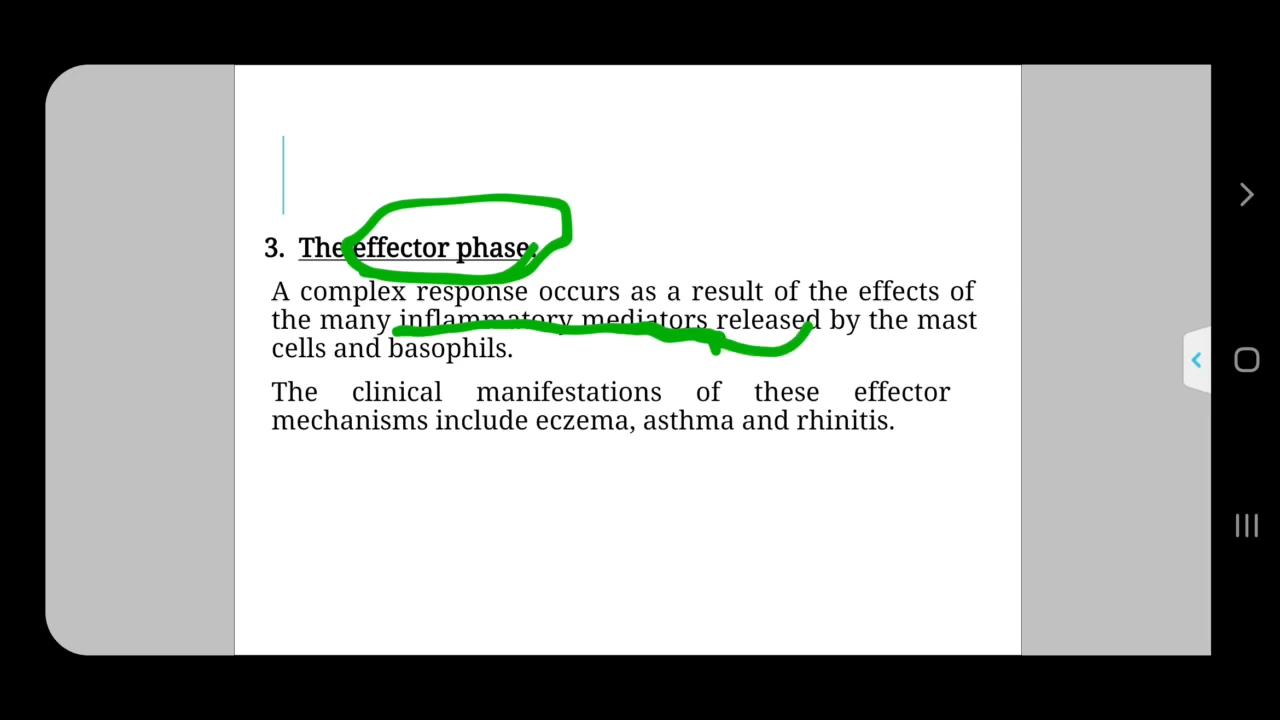 3. The effector phase.
A complex response occurs as a result of the effects of
the many inflammatory mediators released by the mast
cells and basophils.
The clinical manifestations of these effector
mechanisms include eczema, asthma and rhinitis.